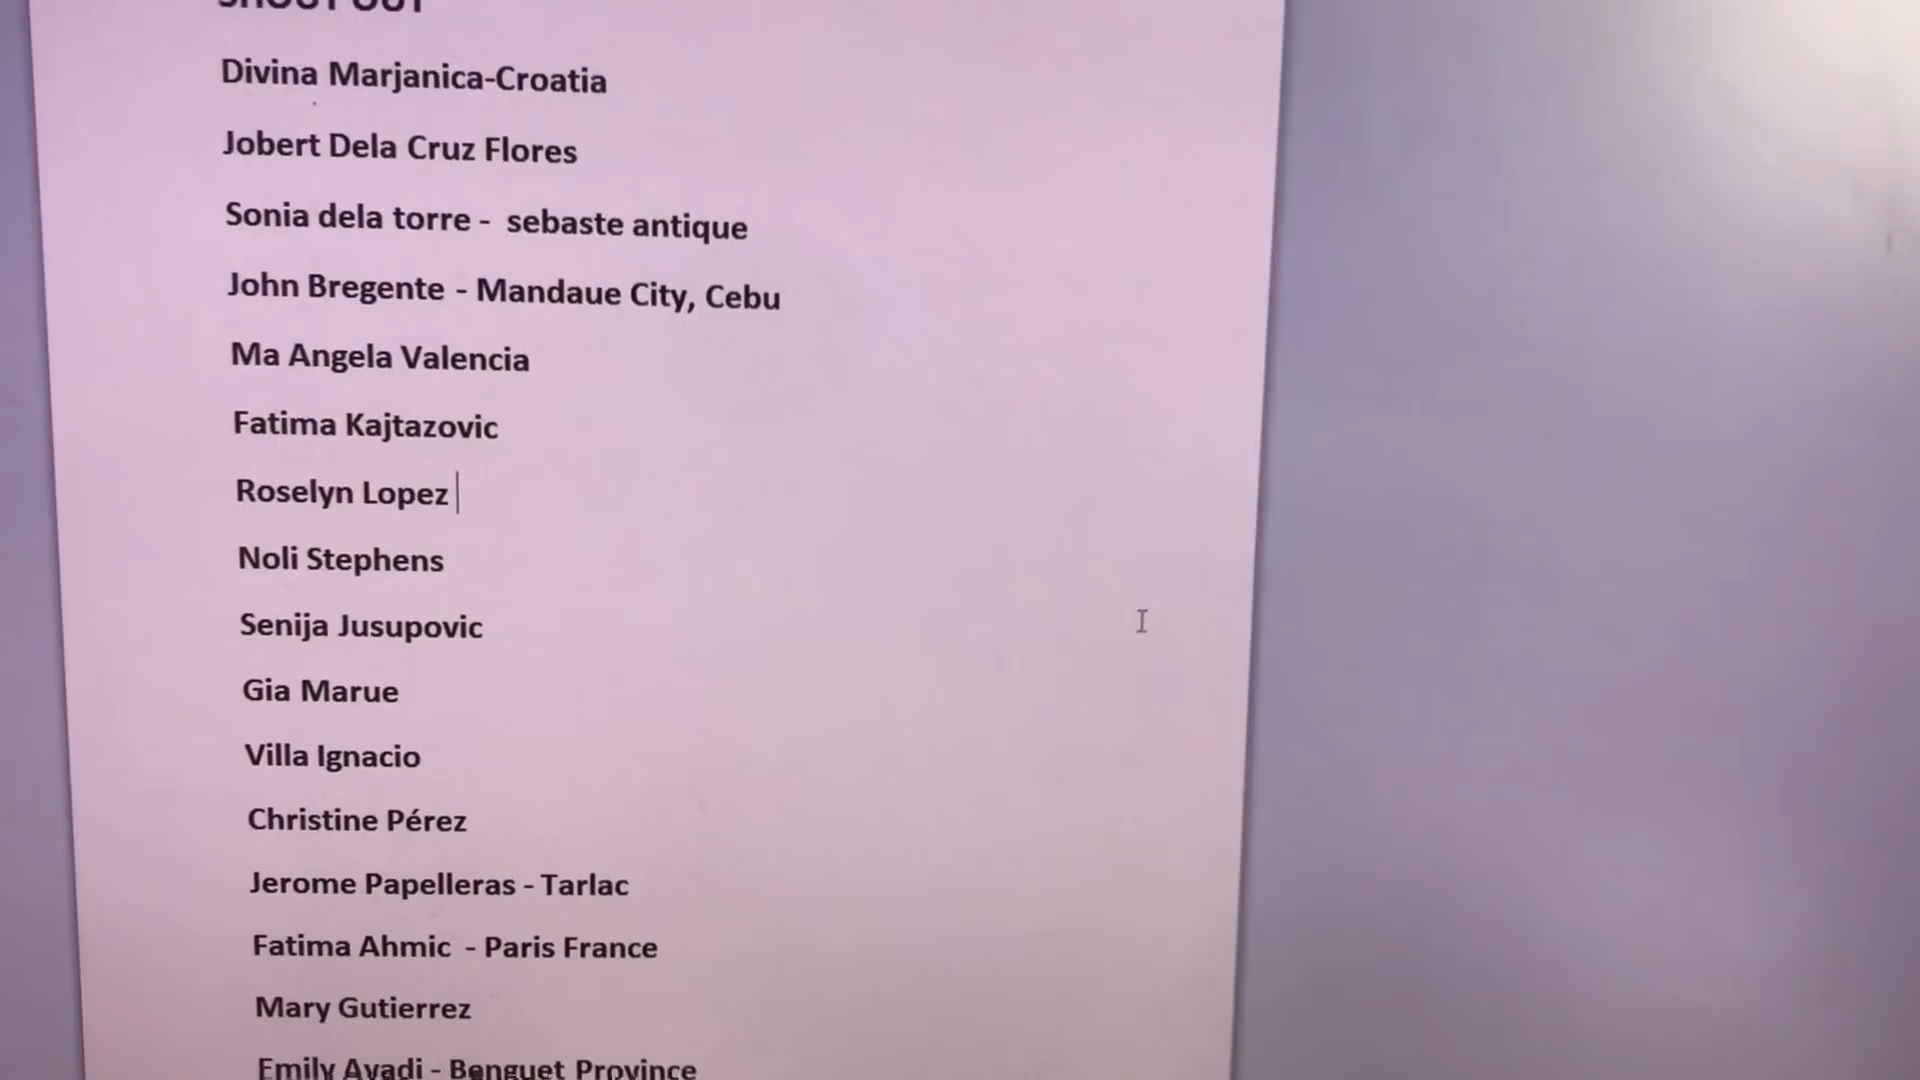 SHOUT OUT
Divina Marjanica-Croatia
Jobert Dela Cruz Flores
Sonia dela torre -  sebaste antique
John Bregente - Mandaue City, Cebu
Ma Angela Valencia
Fatima Kajtazovic
Roselyn Lopez
Noli Stephens
Senija Jusupovic
Gia Marue
Villa Ignacio
Christine Pérez
Jerome Papelleras - Tarlac
Fatima Ahmic  - Paris France
Mary Gutierrez
Emily Ayadi - Benguet Province